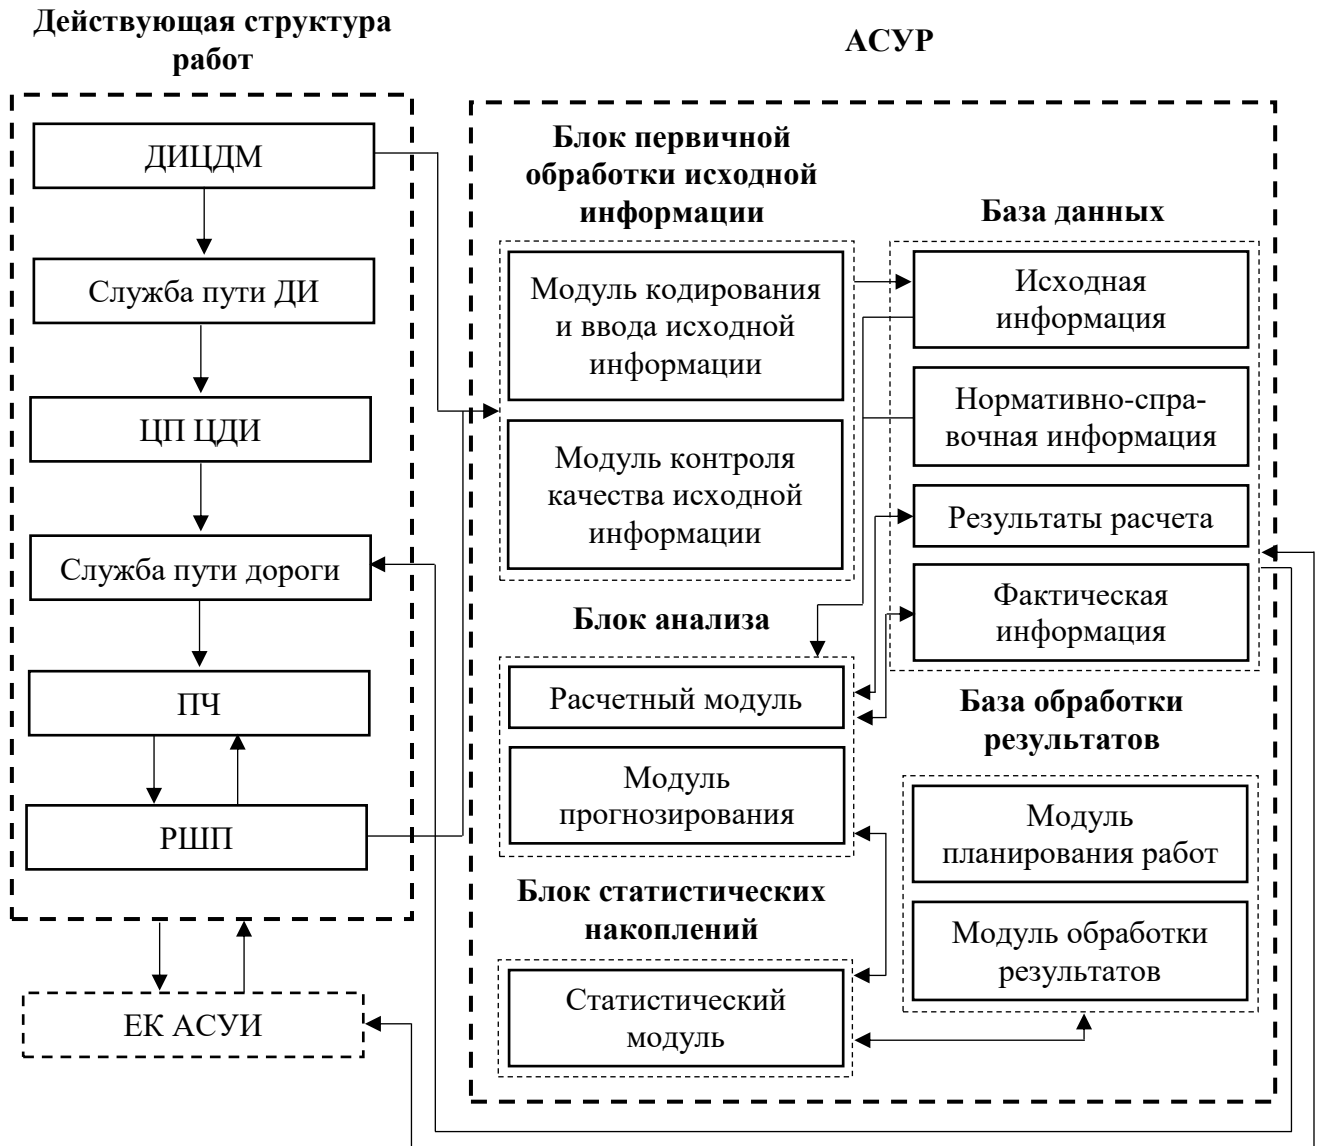 Действующая структура
работ
ДИЦДМ
Служба пути ДИ
ЦП ЦДИ
Служба пути дороги
ПЧ
РШП
ЕК АСУИ
АСУР
Блок первичной
обработки исходной
информации
Модуль кодирования
и ввода исходной
информации
Модуль контроля
качества исходной
информации
Блок анализа
Расчетный модуль
Модуль
прогнозирования
Блок статистических
накоплений
Статистический
модуль
База данных
Исходная
информация
Нормативно-спра-
вочная информация
Результаты расчета
Фактическая
информация
База обработки
результатов
Модуль
планирования работ
Модуль обработки
результатов